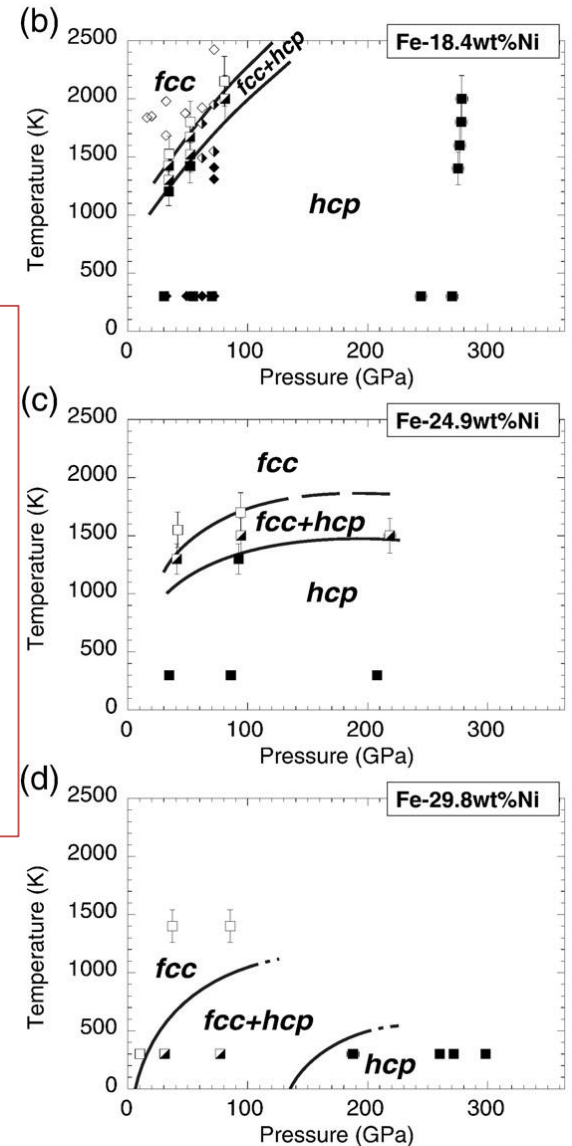 (b)
Fe-18.4wt%Ni
2500
2000
1500
1000
500
0
Temperature (K)
fcc
fcc+hcp
hcp
0 100 200 300
Pressure (GPa)
(c)
Fe-24.9wt%Ni
2500
2000
1500
1000
500
0
Temperature (K)
fcc
fcc+hcp
hcp
0 100 200 300
Pressure (GPa)
(d)
Fe-29.8wt%Ni
2500
2000
1500
1000
500
0
Temperature (K)
fcc
fcc+hcp
hcp
0 100 200 300
Pressure (GPa)